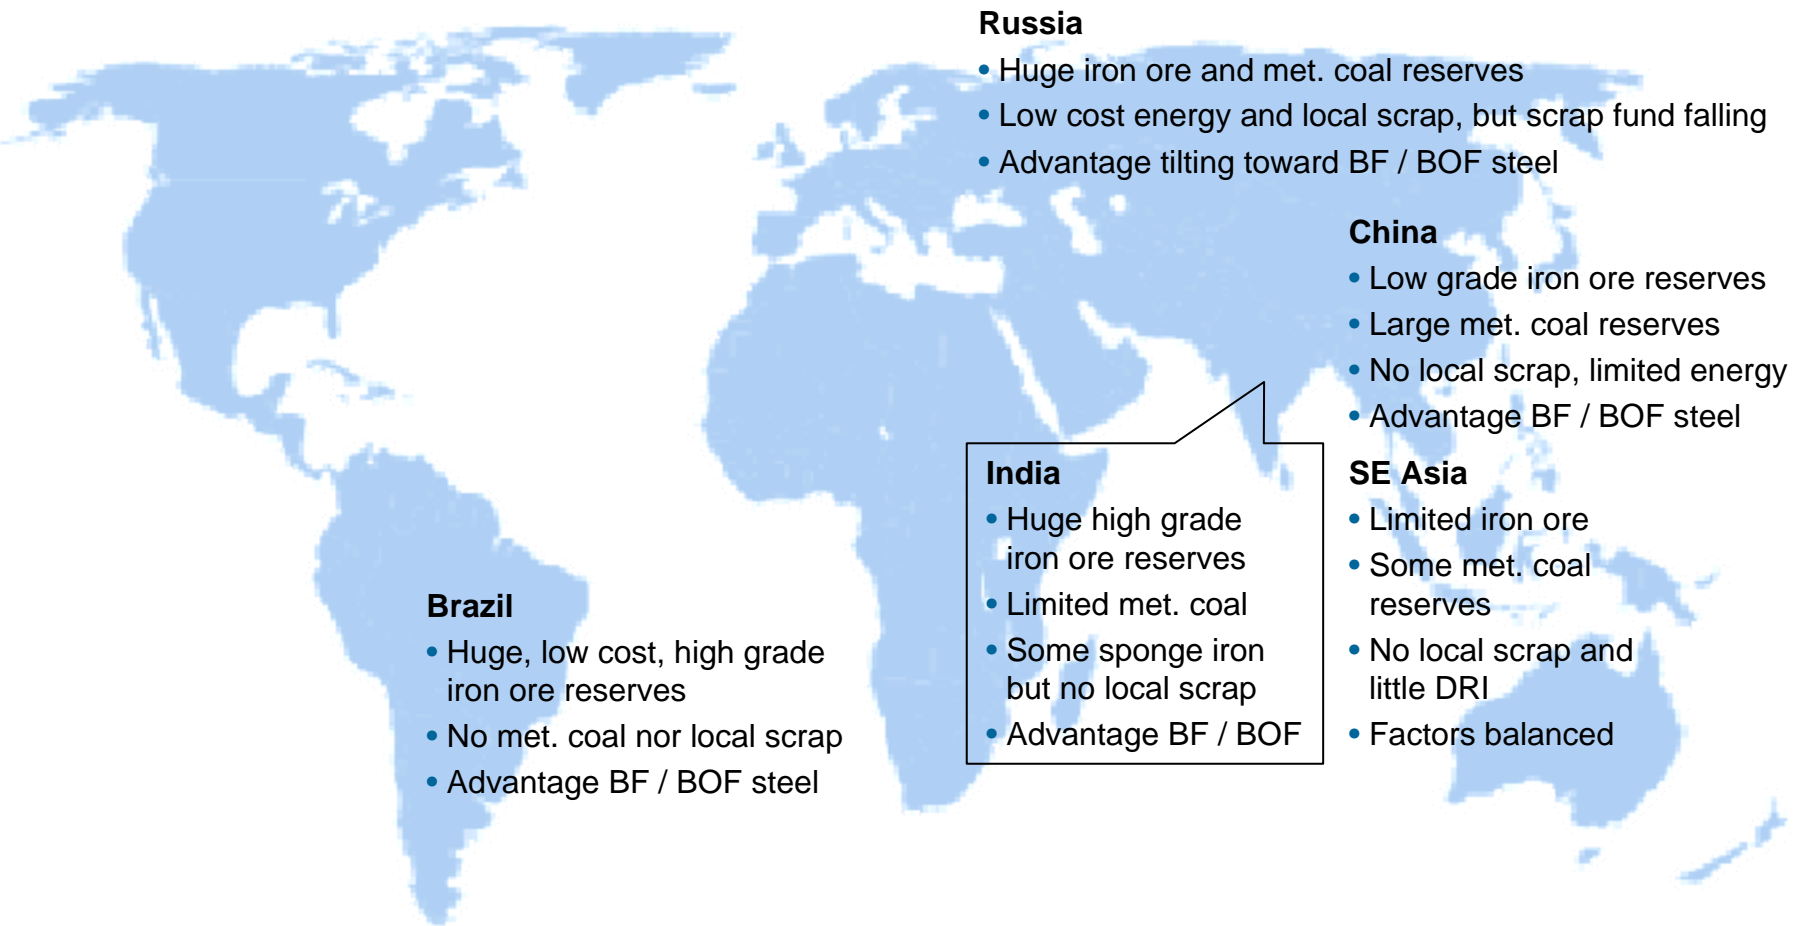 Russia
• Huge iron ore and met. coal reserves
• Low cost energy and local scrap, but scrap fund falling
• Advantage tilting toward BF / BOF steel
China
• Low grade iron ore reserves
• Large met. coal reserves
• No local scrap, limited energy
• Advantage BF / BOF steel
India
• Huge high grade
iron ore reserves
• Limited met. coal
• Some sponge iron
but no local scrap
• Advantage BF / BOF
SE Asia
• Limited iron ore
• Some met. coal
reserves
• No local scrap and
little DRI
• Factors balanced
Brazil
• Huge, low cost, high grade
iron ore reserves
• No met. coal nor local scrap
• Advantage BF / BOF steel